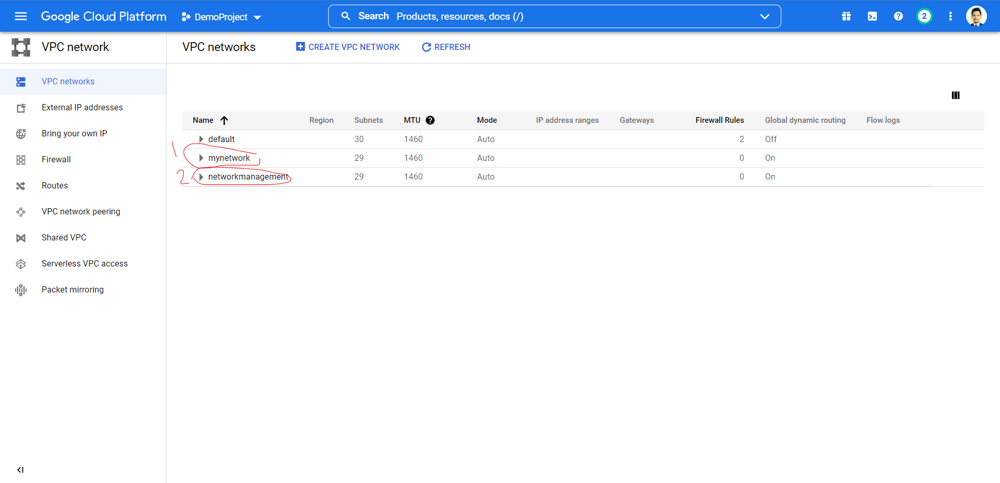 Google Cloud Platform DemoProject Search Products, resources, docs (/) 2
VPC network
VPC networks CREATE VPC NETWORK REFRESH
VPC networks
External IP addresses
Bring your own IP
Firewall
Routes
VPC network peering
Shared VPC
Serverless VPC access
Packet mirroring
Name Region Subnets MTU ? Mode IP address ranges Gateways Firewall Rules Global dynamic routing Flow logs
default 30 1460 Auto 2 Off
1 mynetwork 29 1460 Auto 0 On
2 networkmanagement 29 1460 Auto 0 On